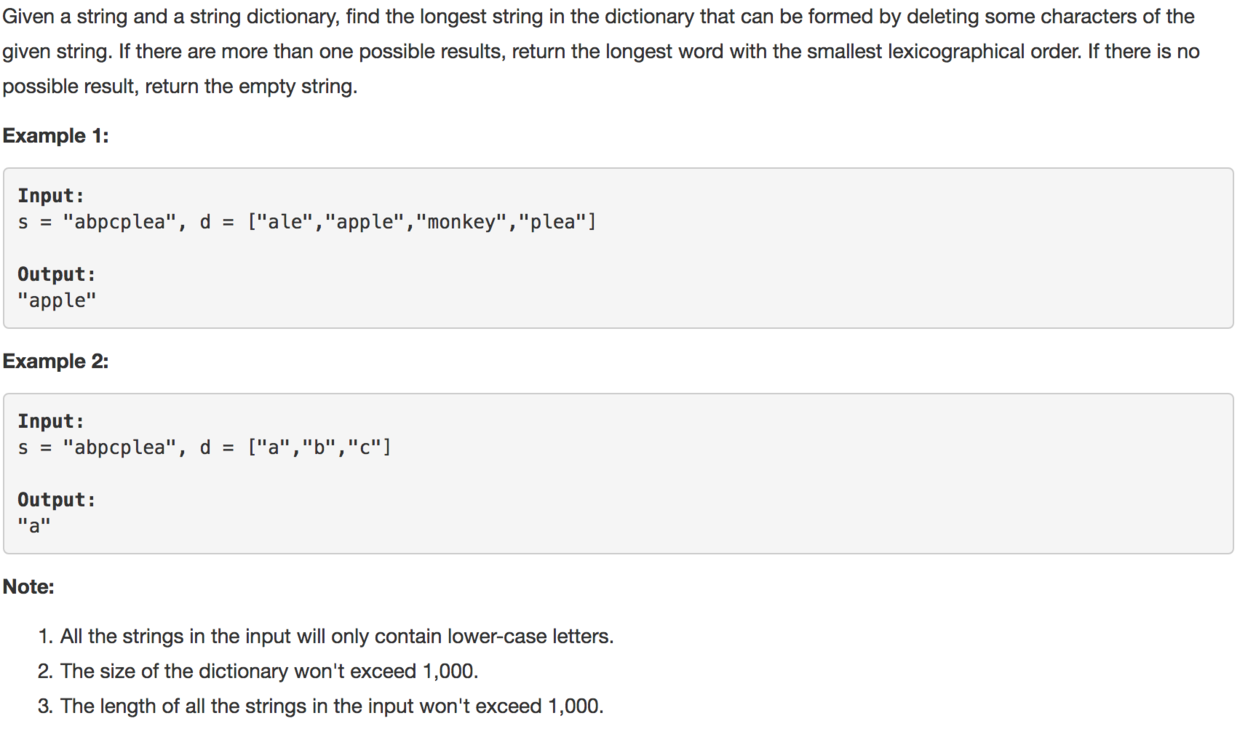 Given a string and a string dictionary, find the longest string in the dictionary that can be formed by deleting some characters of the
given string. If there are more than one possible results, return the longest word with the smallest lexicographical order. If there is no
possible result, return the empty string.
Example 1:
Input:
s = "abpcplea", d = ["ale","apple","monkey","plea"]
Output:
"apple"
Example 2:
Input:
s = "abpcplea", d = ["a","b","c"]
Output:
"a"
Note:
1. All the strings in the input will only contain lower-case letters.
2. The size of the dictionary won't exceed 1,000.
3. The length of all the strings in the input won't exceed 1,000.